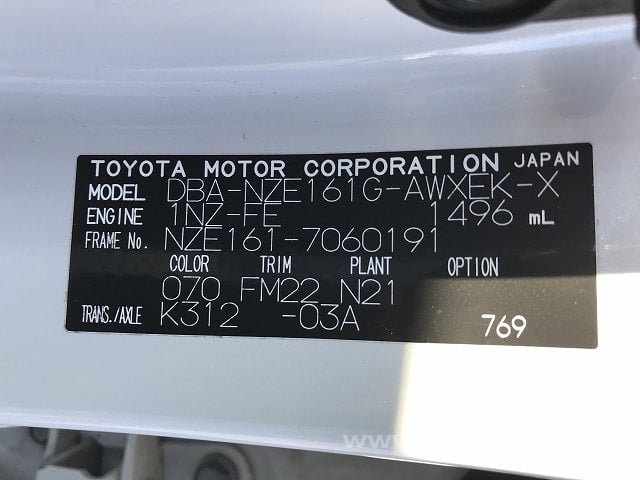 TOYOTA MOTOR CORPORATION JAPAN
MODEL DBA-NZE161G-AWXEK-X
ENGINE 1NZ-FE 1496 mL
FRAME No. NZE161-7060191
COLOR TRIM PLANT OPTION
070 FM22 N21
TRANS./AXLE K312 -03A 769